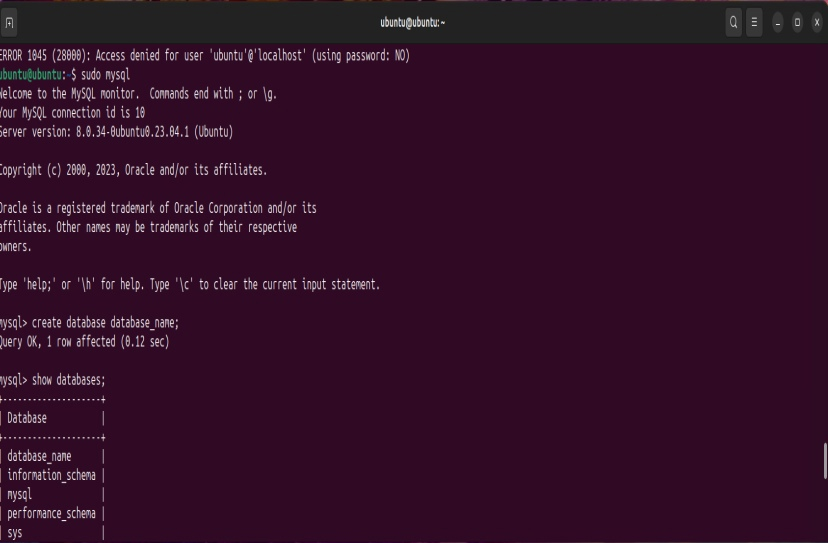 ubuntu@ubuntu: ~
ERROR 1045 (28000): Access denied for user 'ubuntu'@'localhost' (using password: NO)
ubuntu@ubuntu:~$ sudo mysql
Welcome to the MySQL monitor.  Commands end with ; or \g.
Your MySQL connection id is 10
Server version: 8.0.34-0ubuntu0.23.04.1 (Ubuntu)
Copyright (c) 2000, 2023, Oracle and/or its affiliates.
Oracle is a registered trademark of Oracle Corporation and/or its
affiliates. Other names may be trademarks of their respective
owners.
Type 'help;' or '\h' for help. Type '\c' to clear the current input statement.
mysql> create database database_name;
Query OK, 1 row affected (0.12 sec)
mysql> show databases;
+--------------------+
| Database           |
+--------------------+
| database_name      |
| information_schema |
| mysql              |
| performance_schema |
| sys                |